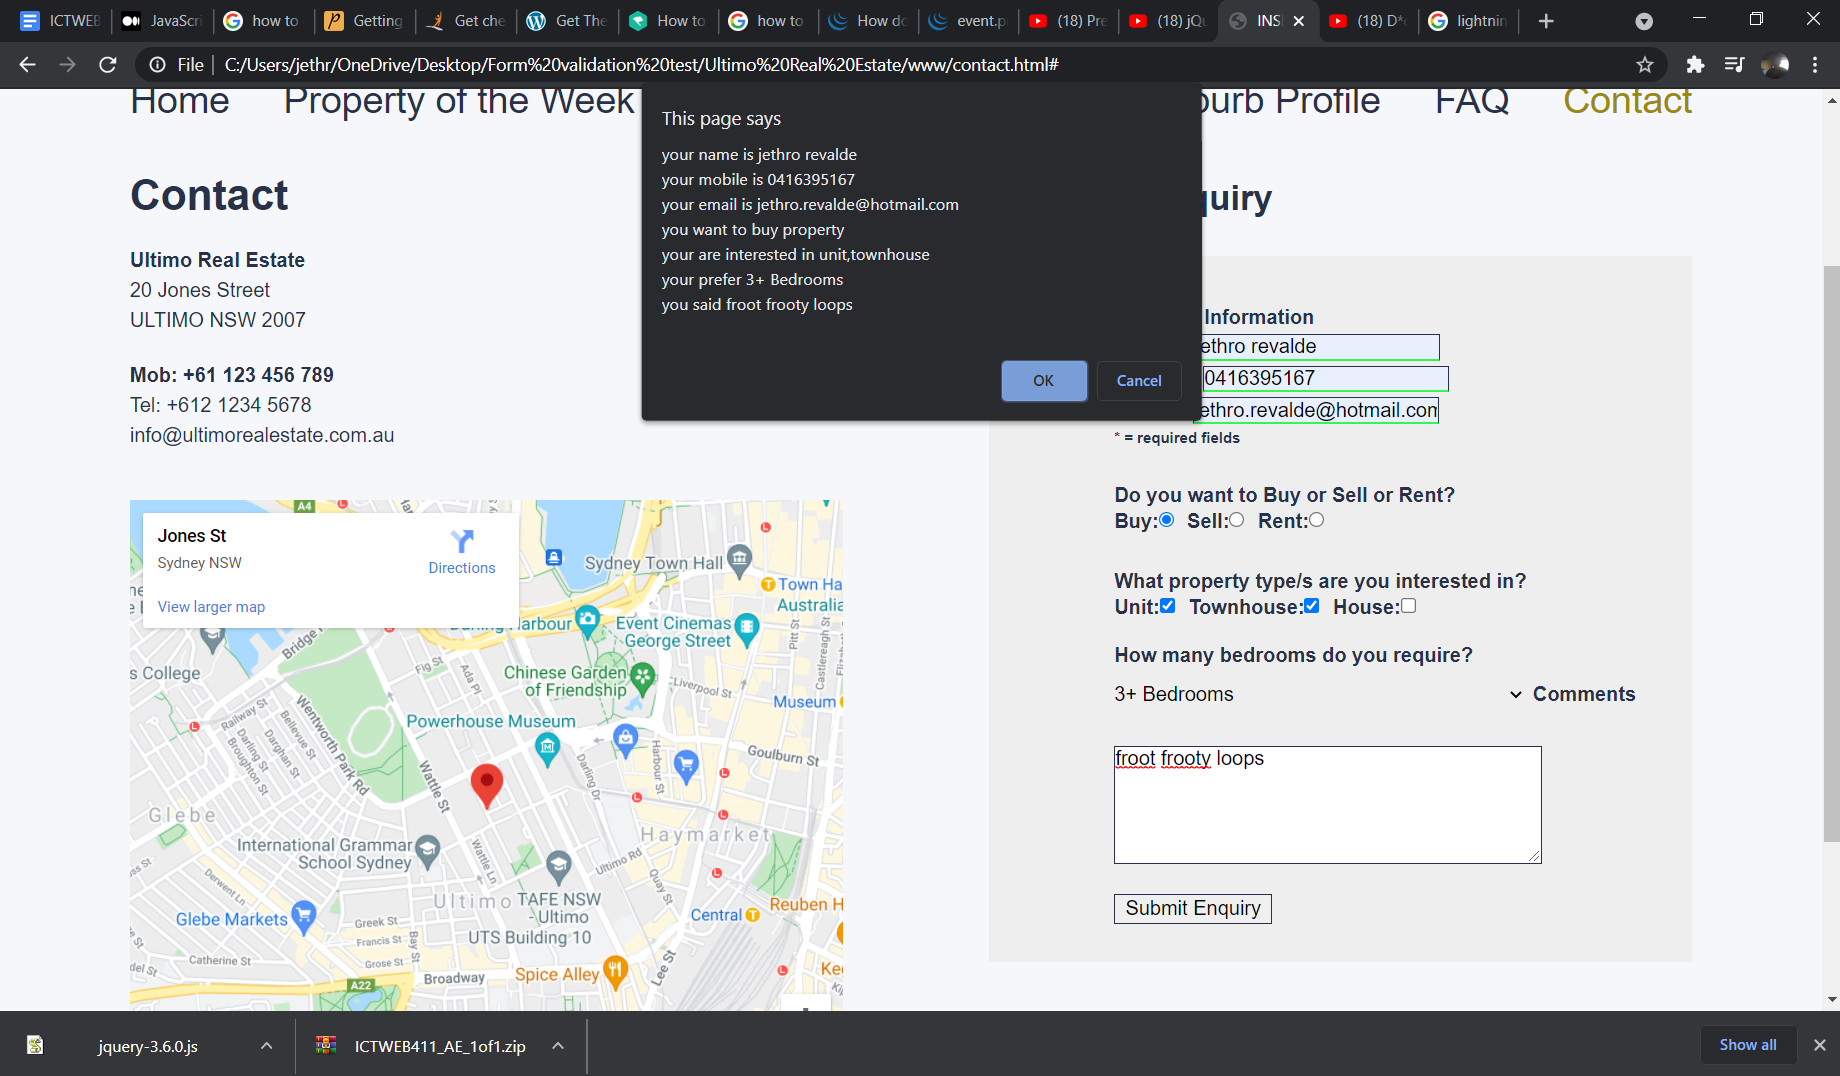 ICTWEB
JavaScri
how to
Getting
Get che
Get The
How to
how to
How do
event.p
(18) Pre
(18) jQu
INSI
(18) D*
lightnin
File
C:/Users/jethr/OneDrive/Desktop/Form%20validation%20test/Ultimo%20Real%20Estate/www/contact.html#
Home Property of the Week
urb Profile FAQ Contact
This page says
your name is jethro revalde
your mobile is 0416395167
your email is jethro.revalde@hotmail.com
you want to buy property
your are interested in unit,townhouse
your prefer 3+ Bedrooms
you said froot frooty loops
OK Cancel
Contact
Ultimo Real Estate
20 Jones Street
ULTIMO NSW 2007
Mob: +61 123 456 789
Tel: +612 1234 5678
info@ultimorealestate.com.au
quiry
Information
ethro revalde
0416395167
ethro.revalde@hotmail.com
* = required fields
Do you want to Buy or Sell or Rent?
Buy: Sell: Rent:
What property type/s are you interested in?
Unit: Townhouse: House:
How many bedrooms do you require?
3+ Bedrooms Comments
froot frooty loops
Submit Enquiry
A4
Jones St
Sydney NSW
Directions
View larger map
Sydney Town Hall
Town Ha
Australia
Pitt St
Castlereagh St
arbour
Event Cinemas
George Street
Bridge
Fig St
Ada Pl
s College
Chinese Garden
of Friendship
Liverpool St
Museum
Railway St
Bellevue St
Darghan St
Broughton St
Wentworth Park Rd
Powerhouse Museum
Goulburn St
Harbour St
Darling Dr
Wattle St
Glebe
Haymarket
International Grammar
School Sydney
Wattle Ln
Ultimo Rd
Quay St
Derwent Ln
Ultimo
TAFE NSW
- Ultimo
Reuben H
Glebe Markets
Central
Greek St
Francis St
Bay St
UTS Building 10
Catherine St
Grose St
Broadway
Spice Alley
Lee St
Ke
del St
A22
jquery-3.6.0.js
ICTWEB411_AE_1of1.zip
Show all